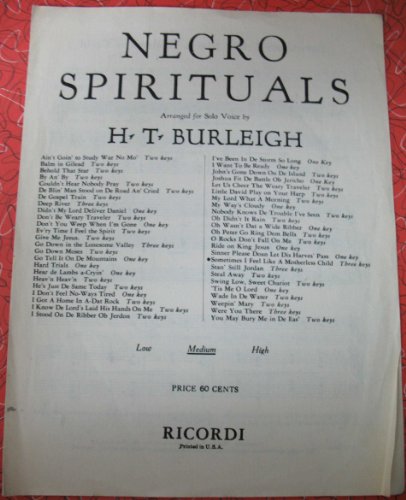 NEGRO
SPIRITUALS
Arranged for Solo Voice by
H. T. BURLEIGH
Ain't Goin' to Study War No Mo' Two keys
Balm in Gilead Two keys
Behold That Star Two keys
By An' By Two keys
Couldn't Hear Nobody Pray Two keys
De Blin' Man Stood on De Road An' Cried Two keys
De Gospel Train Two keys
Deep River Three keys
Didn't My Lord Deliver Daniel One key
Don't Be Weary Traveler Two keys
Don't You Weep When I'm Gone One key
Ev'ry Time I Feel the Spirit Two keys
Give Me Jesus Two keys
Go Down in the Lonesome Valley Three keys
Go Down Moses Two keys
Go Tell It On De Mountains One key
Hard Trials One key
Hear de Lambs a-Cryin' One key
Heav'n Heav'n Two keys
He's Just De Same Today Two keys
I Don't Feel No-Ways Tired One key
I Got A Home In A-Dat Rock Two keys
I Know De Lord's Laid His Hands On Me Two keys
I Stood On De Ribber Ob Jerdon Two keys
I've Been In De Storm So Long One Key
I Want To Be Ready One key
John's Gone Down On De Island Two keys
Joshua Fit De Battle Ob Jericho One Key
Let Us Cheer The Weary Traveler Two keys
Little David Play on Your Harp Two keys
My Lord What A Morning Two keys
My Way's Cloudy One key
Nobody Knows De Trouble I've Seen Two keys
Oh Didn't It Rain Two keys
Oh Wasn't Dat a Wide Ribber One key
Oh Peter Go Ring Dem Bells Two keys
O Rocks Don't Fall On Me Two keys
Ride on King Jesus One key
Sinner Please Doan Let Dis Harves' Pass One key
Sometimes I Feel Like A Motherless Child Three keys
Stan' Still Jordan Three keys
Steal Away Two keys
Swing Low, Sweet Chariot Two keys
'Tis Me O Lord One key
Wade In De Water Two keys
Weepin' Mary Two keys
Were You There Three keys
You May Bury Me in De Eas' Two keys
Low Medium High
PRICE 60 CENTS
RICORDI
Printed in U.S.A.